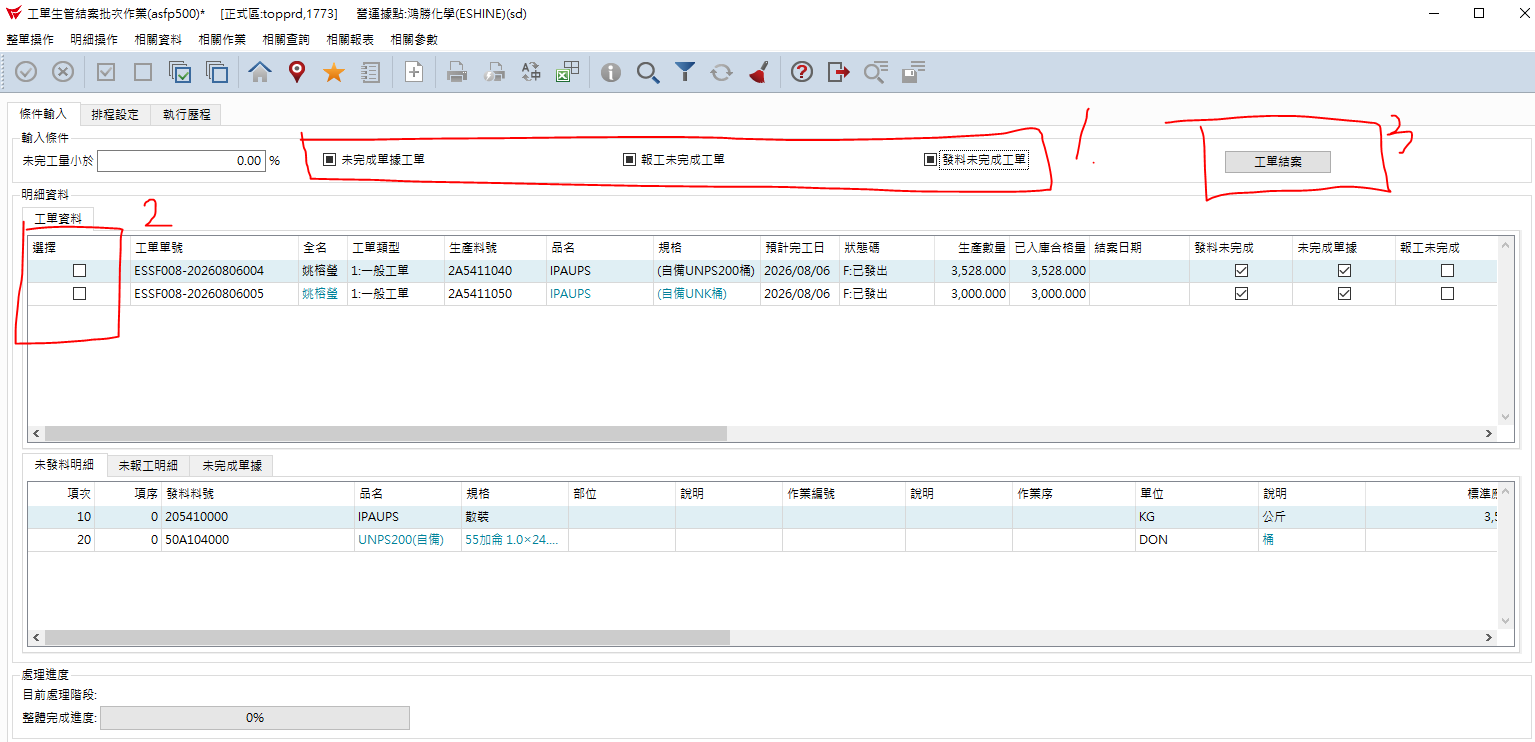 工單生管結案批次作業(asfp500)* [正式區:topprd,1773] 營運據點:鴻勝化學(ESHINE)(sd)
整單操作 明細操作 相關資料 相關作業 相關查詢 相關報表 相關參數
條件輸入 排程設定 執行歷程
輸入條件
未完工量小於 0.00 % 未完成單據工單 報工未完成工單 發料未完成工單 1. 工單結案 3
明細資料
工單資料 2
選擇 工單單號 全名 工單類型 生產料號 品名 規格 預計完工日 狀態碼 生產數量 已入庫合格量 結案日期 發料未完成 未完成單據 報工未完成
ESSF008-20260806004 姚榕瑩 1:一般工單 2A5411040 IPAUPS (自備UNPS200桶) 2026/08/06 F:已發出 3,528.000 3,528.000
ESSF008-20260806005 姚榕瑩 1:一般工單 2A5411050 IPAUPS (自備UNK桶) 2026/08/06 F:已發出 3,000.000 3,000.000
未發料明細 未報工明細 未完成單據
項次 項序 發料料號 品名 規格 部位 說明 作業編號 說明 作業序 單位 說明 標準
10 0 205410000 IPAUPS 散裝 KG 公斤
20 0 50A104000 UNPS200(自備) 55加侖 1.0×24.... DON 桶
處理進度
目前處理階段:
整體完成進度: 0%